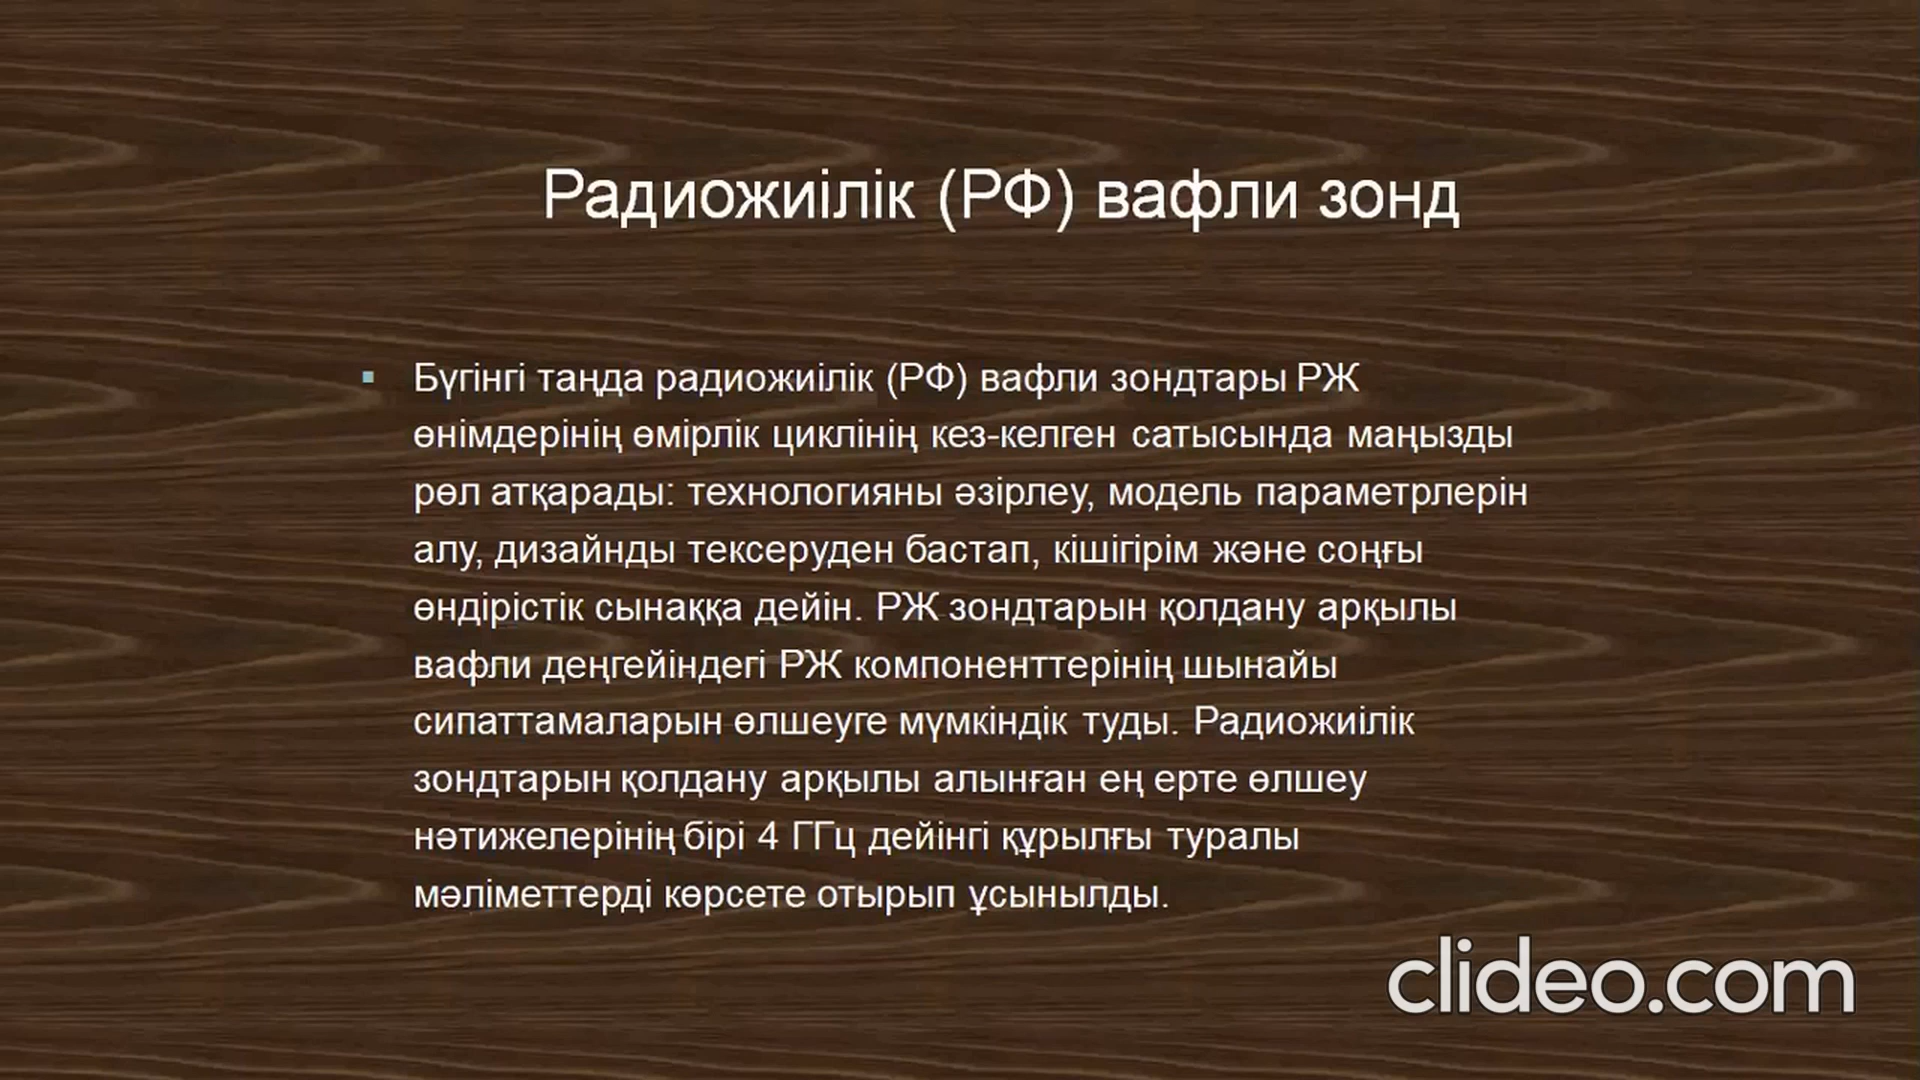 Радиожиілік (РФ) вафли зонд
Бүгінгі таңда радиожиілік (РФ) вафли зондтары РЖ
өнімдерінің өмірлік циклінің кез-келген сатысында маңызды
рөл атқарады: технологияны әзірлеу, модель параметрлерін
алу, дизайнды тексеруден бастап, кішігірім және соңғы
өндірістік сынаққа дейін. РЖ зондтарын қолдану арқылы
вафли деңгейіндегі РЖ компоненттерінің шынайы
сипаттамаларын өлшеуге мүмкіндік туды. Радиожиілік
зондтарын қолдану арқылы алынған ең ерте өлшеу
нәтижелерінің бірі 4 ГГц дейінгі құрылғы туралы
мәліметтерді көрсете отырып ұсынылды.
clideo.com